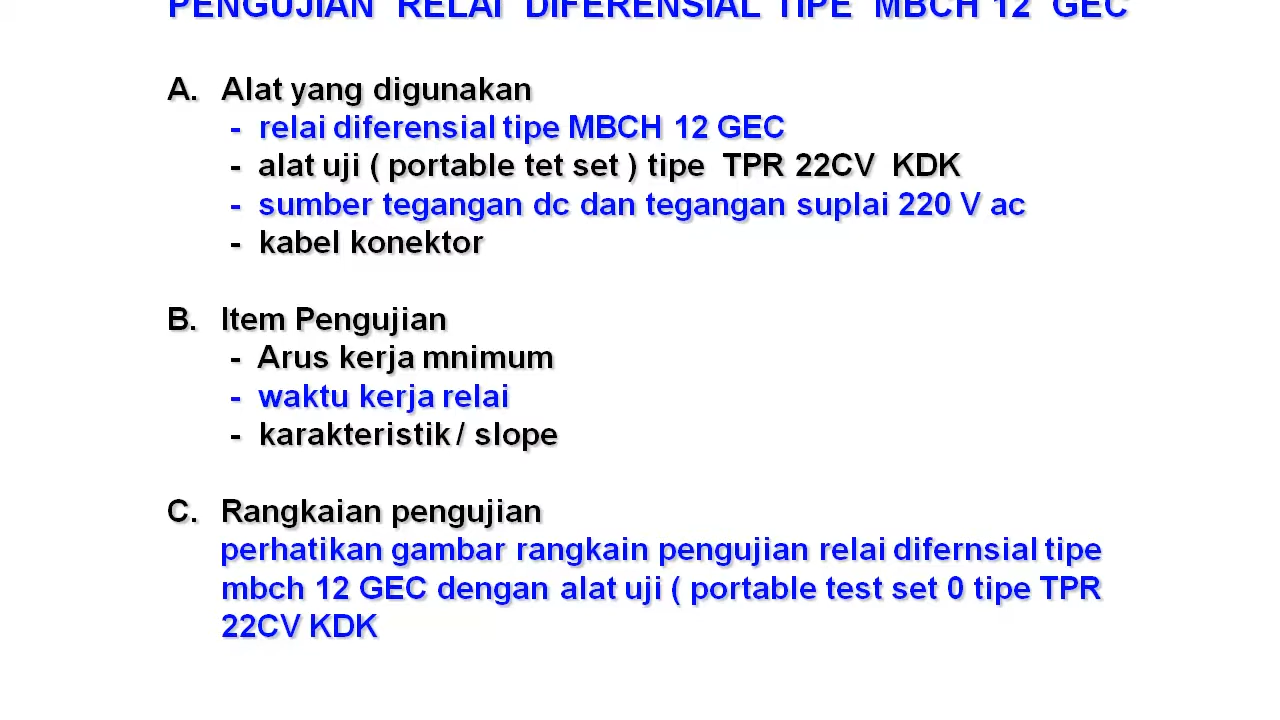 PENGUJIAN RELAI DIFERENSIAL TIPE MBCH 12 GEC
A. Alat yang digunakan
- relai diferensial tipe MBCH 12 GEC
- alat uji ( portable tet set ) tipe TPR 22CV KDK
- sumber tegangan dc dan tegangan suplai 220 V ac
- kabel konektor
B. Item Pengujian
- Arus kerja mnimum
- waktu kerja relai
- karakteristik / slope
C. Rangkaian pengujian
perhatikan gambar rangkain pengujian relai difernsial tipe
mbch 12 GEC dengan alat uji ( portable test set 0 tipe TPR
22CV KDK